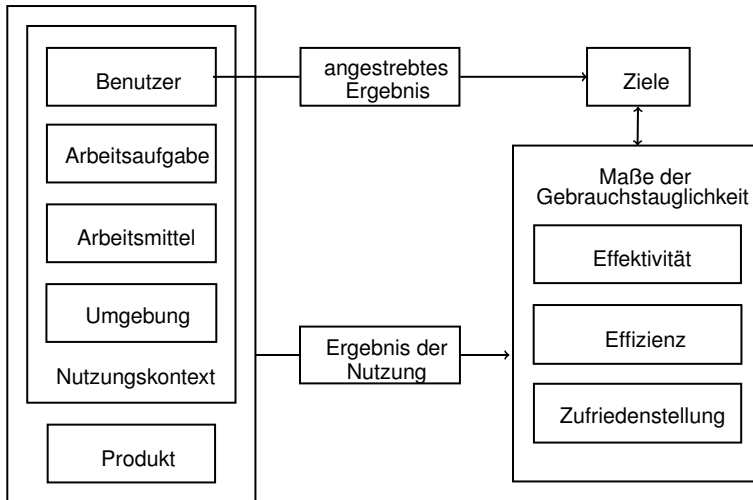 Benutzer
Arbeitsaufgabe
Arbeitsmittel
Umgebung
Nutzungskontext
Produkt
angestrebtes
Ergebnis
Ergebnis der
Nutzung
Ziele
Maße der
Gebrauchstauglichkeit
Effektivität
Effizienz
Zufriedenstellung